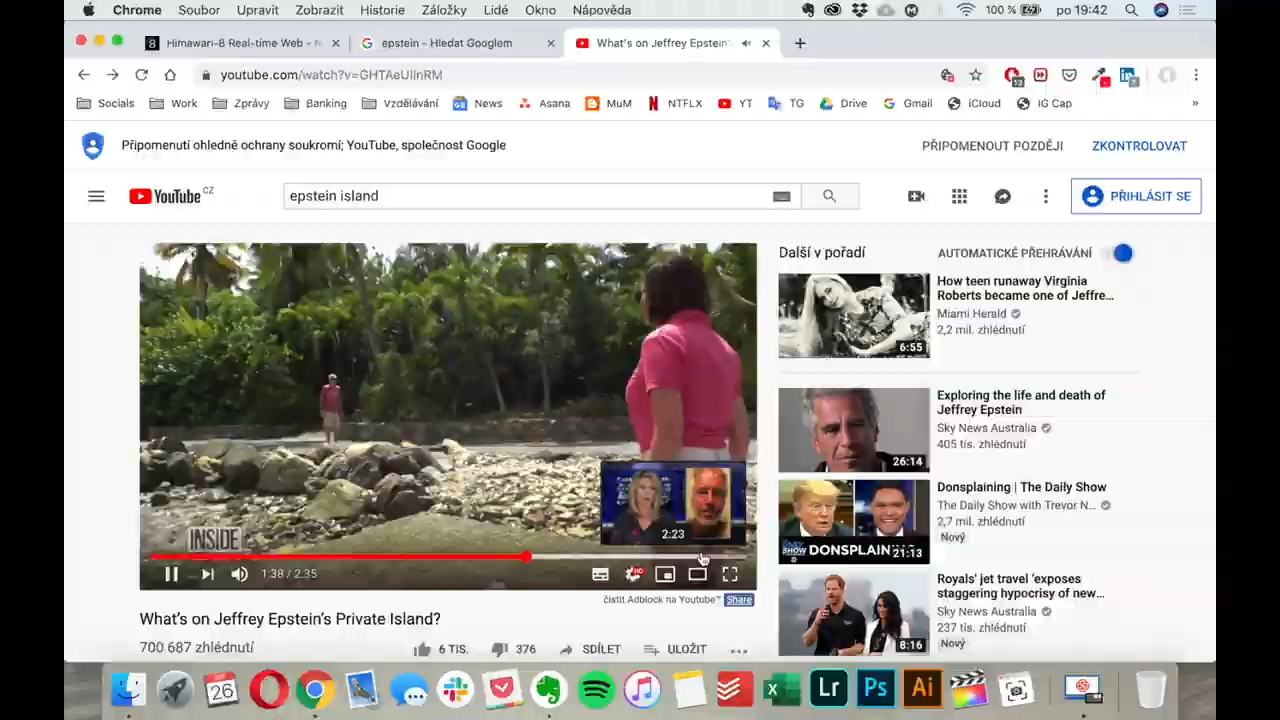 Chrome Soubor Upravit Zobrazit Historie Záložky Lidé Okno Nápověda 100 % po 19:42
Himawari-8 Real-time Web - epstein - Hledat Googlem What's on Jeffrey Epstein'
youtube.com/watch?v=GHTAeUlInRM
Socials Work Zprávy Banking Vzdělávání News Asana MuM NTFLX YT TG Drive Gmail iCloud IG Cap »
Připomenutí ohledně ochrany soukromí; YouTube, společnost Google PŘIPOMENOUT POZDĚJI ZKONTROLOVAT
YouTube CZ epstein island PŘIHLÁSIT SE
Další v pořadí AUTOMATICKÉ PŘEHRÁVÁNÍ
How teen runaway Virginia
Roberts became one of Jeffre...
Miami Herald
2,2 mil. zhlédnutí
6:55
Exploring the life and death of
Jeffrey Epstein
Sky News Australia
405 tis. zhlédnutí
26:14
Donsplaining | The Daily Show
The Daily Show with Trevor N...
2,7 mil. zhlédnutí
Nový
DAILY SHOW DONSPLAIN 21:13
Royals' jet travel 'exposes
staggering hypocrisy of new...
Sky News Australia
237 tis. zhlédnutí
Nový
8:16
INSIDE
2:23
1:38 / 2:35
HD
čistit Adblock na Youtube™ Share
What's on Jeffrey Epstein's Private Island?
700 687 zhlédnutí 6 TIS. 376 SDÍLET ULOŽIT
26 Lr Ps Ai